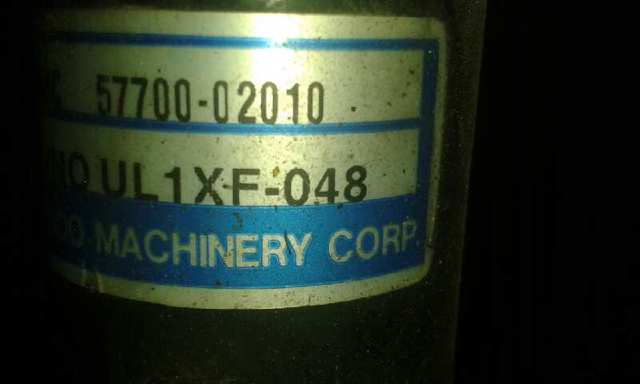 57700-02010
UL1XF-048
MACHINERY CORP.